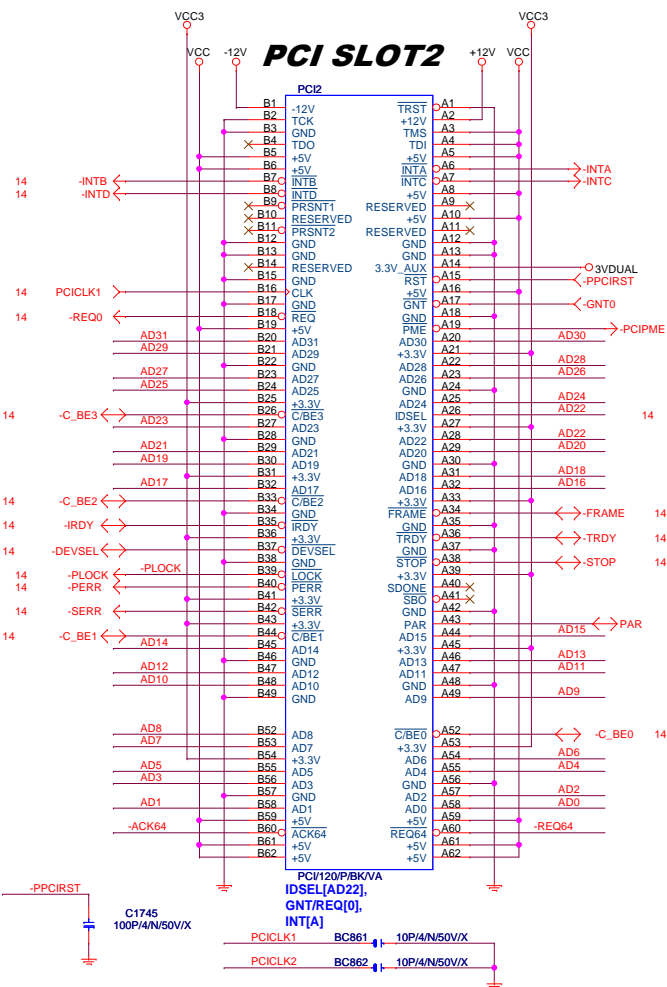 VCC3 VCC3
VCC -12V PCI SLOT2 +12V VCC
PCI2
B1 -12V TRST A1
B2 TCK +12V A2
B3 GND TMS A3
B4 TDO TDI A4
B5 +5V +5V A5
B6 +5V INTA A6 -INTA
14 -INTB B7 INTB INTC A7 -INTC
14 -INTD B8 INTD +5V A8
B9 PRSNT1 RESERVED A9
B10 RESERVED +5V A10
B11 PRSNT2 RESERVED A11
B12 GND GND A12
B13 GND GND A13
B14 RESERVED 3.3V_AUX A14 3VDUAL
B15 GND RST A15 -PPCIRST
14 PCICLK1 B16 CLK +5V A16
B17 GND GNT A17 -GNT0
14 -REQ0 B18 REQ GND A18
B19 +5V PME A19 -PCIPME
AD31 B20 AD31 AD30 A20 AD30
AD29 B21 AD29 +3.3V A21
B22 GND AD28 A22 AD28
AD27 B23 AD27 AD26 A23 AD26
AD25 B24 AD25 GND A24
B25 +3.3V AD24 A25 AD24
14 -C_BE3 B26 C/BE3 IDSEL A26 AD22 14
AD23 B27 AD23 +3.3V A27
B28 GND AD22 A28 AD22
AD21 B29 AD21 AD20 A29 AD20
AD19 B30 AD19 GND A30
B31 +3.3V AD18 A31 AD18
AD17 B32 AD17 AD16 A32 AD16
14 -C_BE2 B33 C/BE2 +3.3V A33
B34 GND FRAME A34 -FRAME 14
14 -IRDY B35 IRDY GND A35
B36 +3.3V TRDY A36 -TRDY 14
14 -DEVSEL B37 DEVSEL GND A37
B38 GND STOP A38 -STOP 14
14 -PLOCK -PLOCK B39 LOCK +3.3V A39
14 -PERR B40 PERR SDONE A40
B41 +3.3V SBO A41
14 -SERR B42 SERR GND A42
B43 +3.3V PAR A43 PAR
14 -C_BE1 B44 C/BE1 AD15 A44 AD15
AD14 B45 AD14 +3.3V A45
B46 GND AD13 A46 AD13
AD12 B47 AD12 AD11 A47 AD11
AD10 B48 AD10 GND A48
B49 GND AD9 A49 AD9
AD8 B52 AD8 C/BE0 A52 -C_BE0 14
AD7 B53 AD7 +3.3V A53
B54 +3.3V AD6 A54 AD6
AD5 B55 AD5 AD4 A55 AD4
AD3 B56 AD3 GND A56
B57 GND AD2 A57 AD2
AD1 B58 AD1 AD0 A58 AD0
B59 +5V +5V A59
-ACK64 B60 ACK64 REQ64 A60 -REQ64
B61 +5V +5V A61
B62 +5V +5V A62
PCI/120/P/BK/VA
IDSEL[AD22],
GNT/REQ[0],
INT[A]
-PPCIRST
C1745
100P/4/N/50V/X
PCICLK1 BC861 10P/4/N/50V/X
PCICLK2 BC862 10P/4/N/50V/X